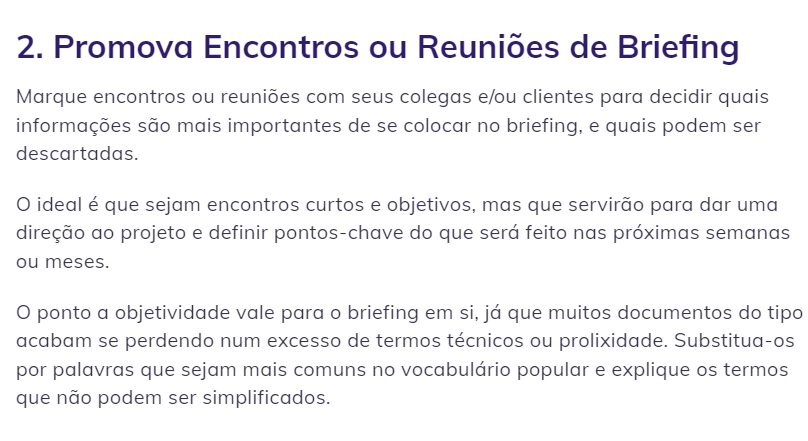 2. Promova Encontros ou Reuniões de Briefing
Marque encontros ou reuniões com seus colegas e/ou clientes para decidir quais
informações são mais importantes de se colocar no briefing, e quais podem ser
descartadas.
O ideal é que sejam encontros curtos e objetivos, mas que servirão para dar uma
direção ao projeto e definir pontos-chave do que será feito nas próximas semanas
ou meses.
O ponto a objetividade vale para o briefing em si, já que muitos documentos do tipo
acabam se perdendo num excesso de termos técnicos ou prolixidade. Substitua-os
por palavras que sejam mais comuns no vocabulário popular e explique os termos
que não podem ser simplificados.